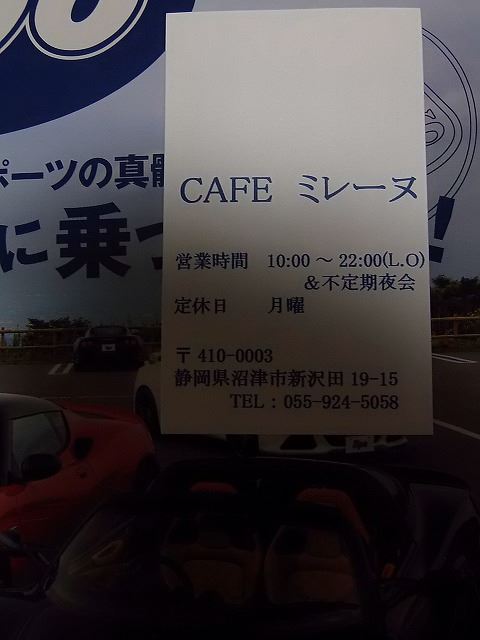 ポーツの真髄
に乗つ
!
CAFE ミレーヌ
営業時間 10:00 ～ 22:00(L.O)
&不定期夜会
定休日 月曜
〒410-0003
静岡県沼津市新沢田 19-15
TEL : 055-924-5058